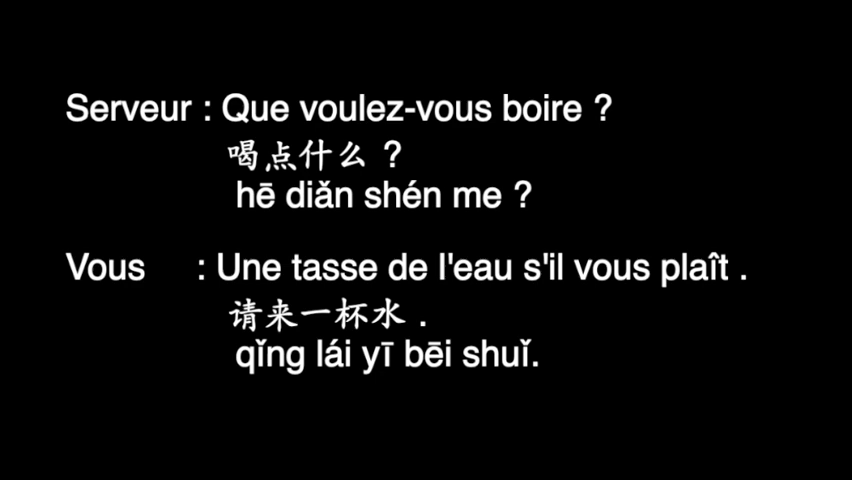 Serveur : Que voulez-vous boire ?
喝点什么 ?
hē diǎn shén me ?
Vous : Une tasse de l'eau s'il vous plaît .
请来一杯水 .
qǐng lái yī bēi shuǐ.